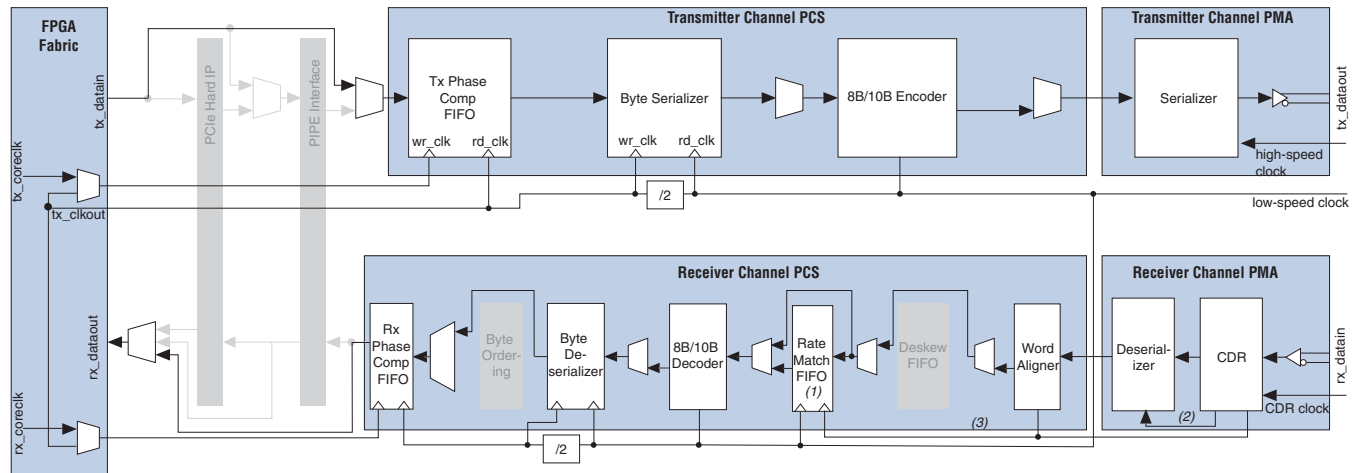 FPGA
Fabric
Transmitter Channel PCS
Transmitter Channel PMA
tx_datain
PCIe Hard IP
PIPE Interface
Tx Phase
Comp
FIFO
wr_clk
rd_clk
Byte Serializer
wr_clk
rd_clk
8B/10B Encoder
Serializer
tx_dataout
high-speed
clock
tx_coreclk
tx_clkout
/2
low-speed clock
Receiver Channel PCS
Receiver Channel PMA
rx_dataout
Rx
Phase
Comp
FIFO
Byte
Order-
ing
Byte
De-
serializer
8B/10B
Decoder
Rate
Match
FIFO
(1)
Deskew
FIFO
Word
Aligner
Deserial-
izer
CDR
rx_datain
CDR clock
(2)
(3)
rx_coreclk
/2